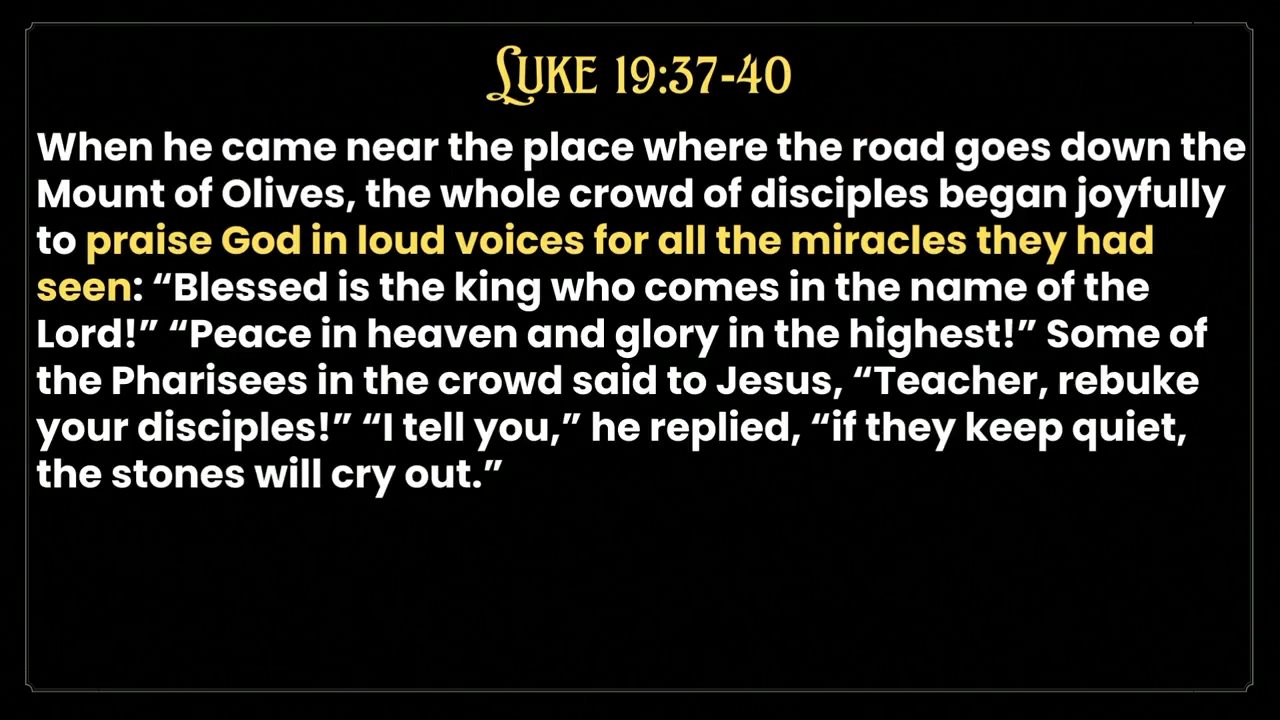 Luke 19:37-40
When he came near the place where the road goes down the
Mount of Olives, the whole crowd of disciples began joyfully
to praise God in loud voices for all the miracles they had
seen: “Blessed is the king who comes in the name of the
Lord!” “Peace in heaven and glory in the highest!” Some of
the Pharisees in the crowd said to Jesus, “Teacher, rebuke
your disciples!” “I tell you,” he replied, “if they keep quiet,
the stones will cry out.”